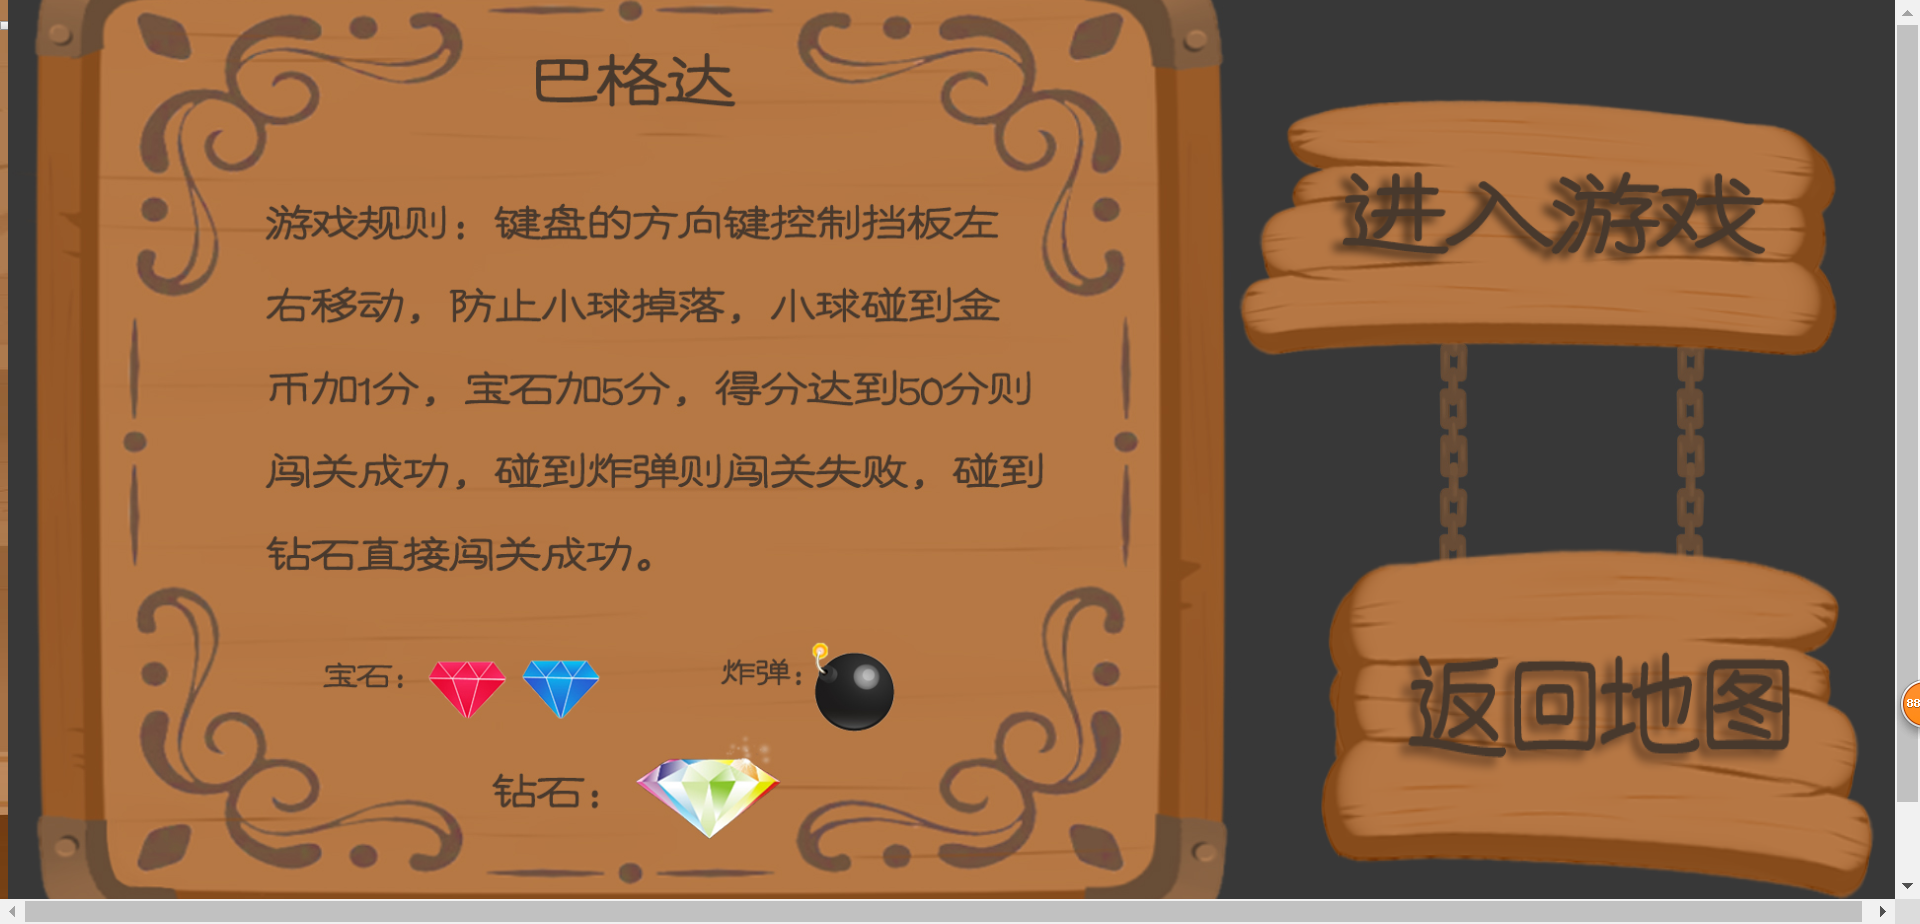 巴格达
游戏规则：键盘的方向键控制挡板左
右移动，防止小球掉落，小球碰到金
币加1分，宝石加5分，得分达到50分则
闯关成功，碰到炸弹则闯关失败，碰到
钻石直接闯关成功。
宝石：
炸弹：
钻石：
进入游戏
返回地图
88